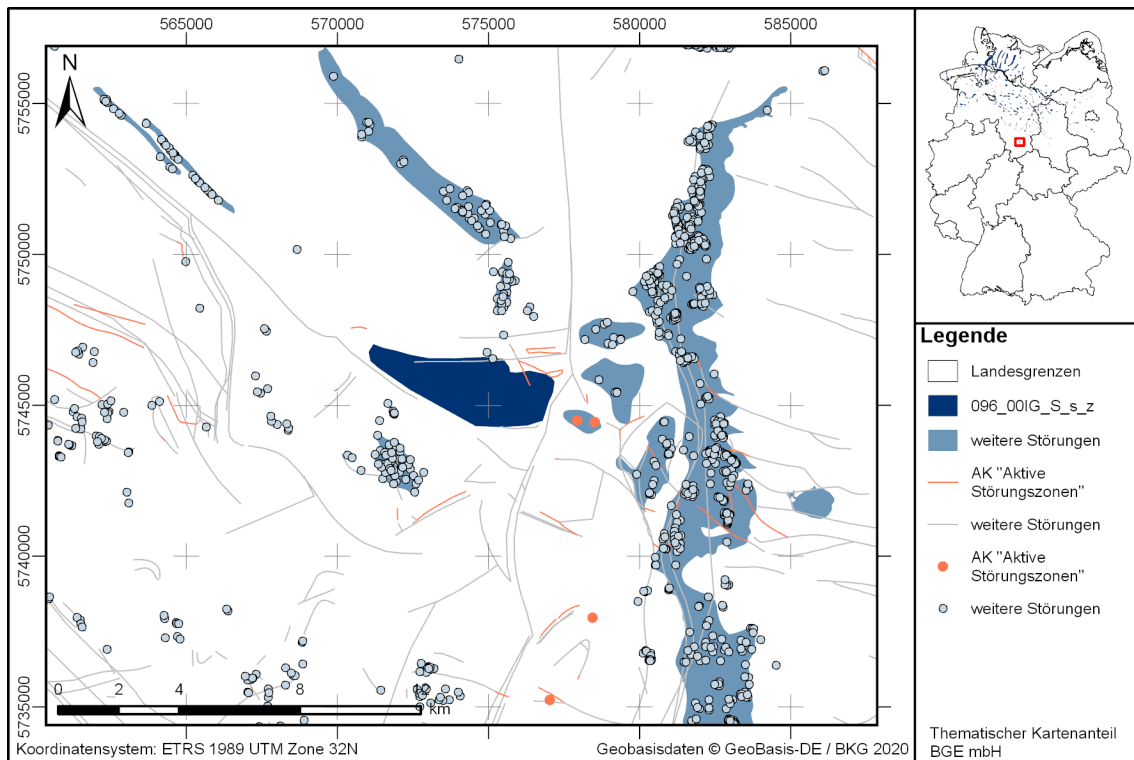 565000 570000 575000 580000 585000
N
5755000
5750000
5745000
5740000
5735000
0 2 4 8 12
km
Koordinatensystem: ETRS 1989 UTM Zone 32N
Geobasisdaten © GeoBasis-DE / BKG 2020
Legende
Landesgrenzen
096_00IG_S_s_z
weitere Störungen
AK "Aktive
Störungszonen"
weitere Störungen
AK "Aktive
Störungszonen"
weitere Störungen
Thematischer Kartenanteil
BGE mbH